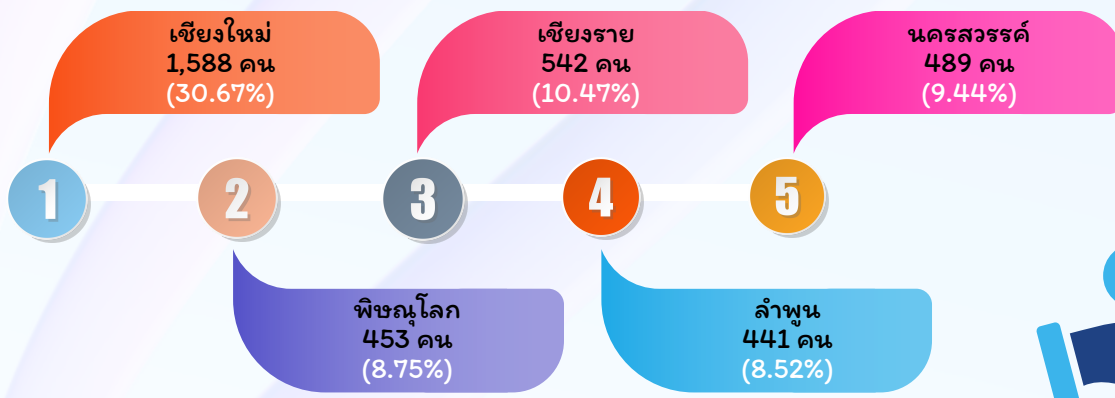 เชียงใหม่
1,588 คน
(30.67%)
เชียงราย
542 คน
(10.47%)
นครสวรรค์
489 คน
(9.44%)
1
2
3
4
5
พิษณุโลก
453 คน
(8.75%)
ลำพูน
441 คน
(8.52%)